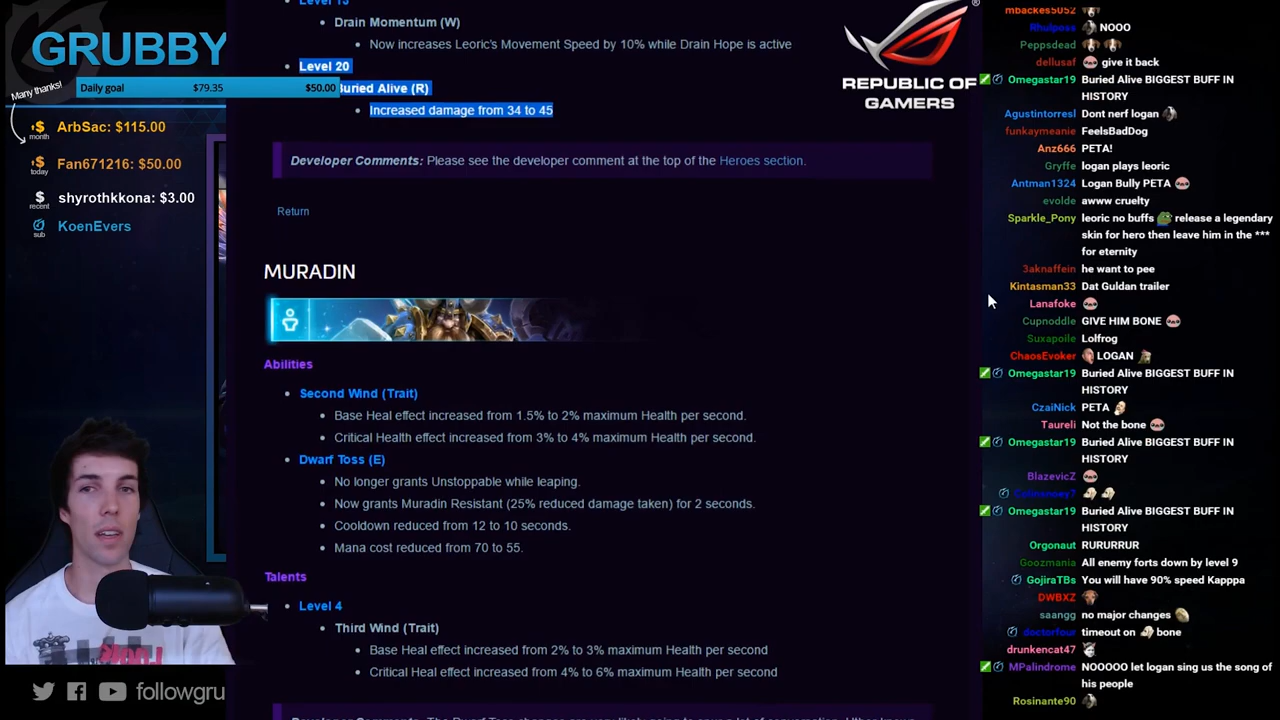 GRUBBY
Many thanks!
Daily goal $79.35 $50.00
$ month ArbSac: $115.00
$ today Fan671216: $50.00
$ recent shyrothkkona: $3.00
sub KoenEvers
followgru
Level 13
Drain Momentum (W)
Now increases Leoric's Movement Speed by 10% while Drain Hope is active
Level 20
Buried Alive (R)
Increased damage from 34 to 45
Developer Comments: Please see the developer comment at the top of the Heroes section.
Return
MURADIN
Abilities
Second Wind (Trait)
Base Heal effect increased from 1.5% to 2% maximum Health per second.
Critical Health effect increased from 3% to 4% maximum Health per second.
Dwarf Toss (E)
No longer grants Unstoppable while leaping.
Now grants Muradin Resistant (25% reduced damage taken) for 2 seconds.
Cooldown reduced from 12 to 10 seconds.
Mana cost reduced from 70 to 55.
Talents
Level 4
Third Wind (Trait)
Base Heal effect increased from 2% to 3% maximum Health per second
Critical Heal effect increased from 4% to 6% maximum Health per second
REPUBLIC OF
GAMERS
mbackes5052
Rhulposs NOOO
Peppsdead
dellusaf give it back
Omegastar19 Buried Alive BIGGEST BUFF IN
HISTORY
Agustintorresl Dont nerf logan
funkaymeanie FeelsBadDog
Anz666 PETA!
Gryffe logan plays leoric
Antman1324 Logan Bully PETA
evolde awww cruelty
Sparkle_Pony leoric no buffs release a legendary
skin for hero then leave him in the ***
for eternity
3aknaffein he want to pee
Kintasman33 Dat Guldan trailer
Lanafoke
Cupnoddle GIVE HIM BONE
Suxapoile Lolfrog
ChaosEvoker LOGAN
Omegastar19 Buried Alive BIGGEST BUFF IN
HISTORY
CzaiNick PETA
Taureli Not the bone
Omegastar19 Buried Alive BIGGEST BUFF IN
HISTORY
BlazevicZ
Omegastar19 Buried Alive BIGGEST BUFF IN
HISTORY
Orgonaut RURURRUR
Goozmania All enemy forts down by level 9
GojiraTBs You will have 90% speed Kapppa
DWBXZ
saangg no major changes
doctorfour timeout on bone
drunkencat47
MPalindrome NOOOOO let logan sing us the song of
his people
Rosinante90